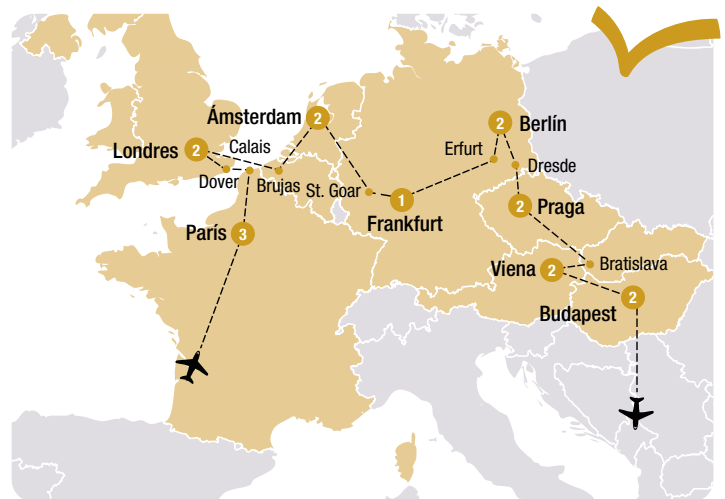 Ámsterdam
2
2
Berlín
Londres
2
Calais
Erfurt
Dover
Brujas
St. Goar
Dresde
1
Frankfurt
2
Praga
París
3
Viena
2
Bratislava
Budapest
2